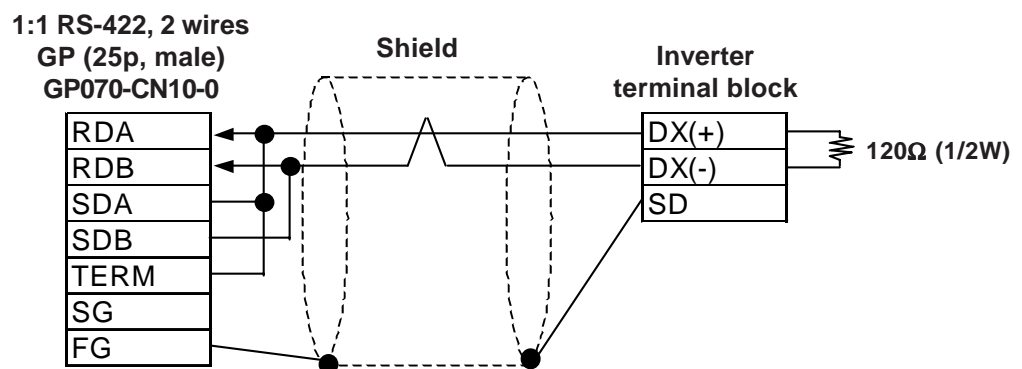 1:1 RS-422, 2 wires
GP (25p, male)
GP070-CN10-0
Shield
Inverter
terminal block
RDA
RDB
SDA
SDB
TERM
SG
FG
DX(+)
DX(-)
SD
120Ω (1/2W)